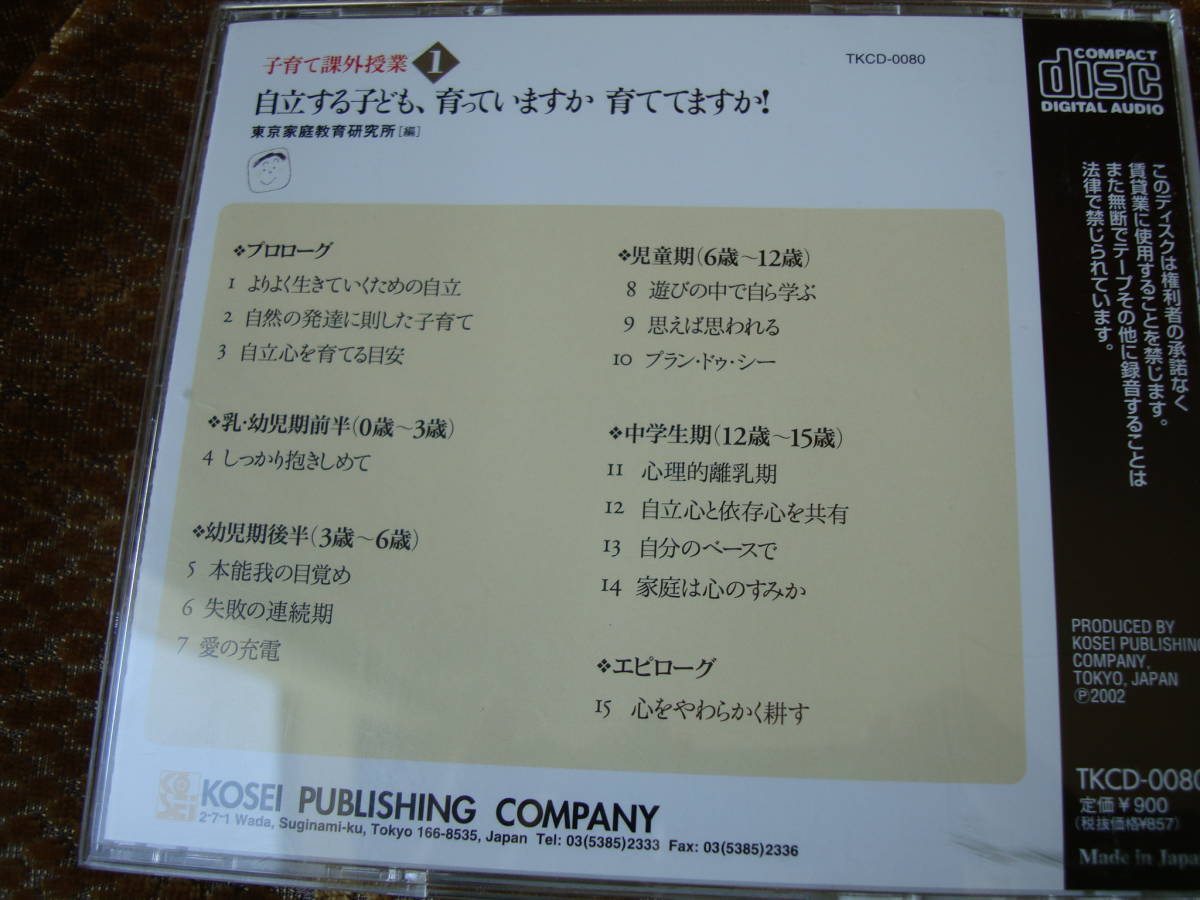 子育て課外授業 1
TKCD-0080
自立する子ども、育っていますか 育ててますか!
東京家庭教育研究所[編]
❖プロローグ
1 よりよく生きていくための自立
2 自然の発達に則した子育て
3 自立心を育てる目安
❖乳・幼児期前半(0歳〜3歳)
4 しっかり抱きしめて
❖幼児期後半(3歳〜6歳)
5 本能我の目覚め
6 失敗の連続期
7 愛の充電
❖児童期(6歳〜12歳)
8 遊びの中で自ら学ぶ
9 思えば思われる
10 プラン・ドゥ・シー
❖中学生期(12歳〜15歳)
11 心理的離乳期
12 自立心と依存心を共有
13 自分のペースで
14 家庭は心のすみか
❖エピローグ
15 心をやわらかく耕す
KOSEI PUBLISHING COMPANY
2-7-1 Wada, Suginami-ku, Tokyo 166-8535, Japan Tel: 03(5385)2333 Fax: 03(5385)2336
COMPACT
disc
DIGITAL AUDIO
このディスクは権利者の承諾なく
賃貸業に使用することを禁じます。
また無断でテープその他に録音することは
法律で禁じられています。
PRODUCED BY
KOSEI PUBLISHING
COMPANY,
TOKYO, JAPAN
Ⓟ2002
TKCD-0080
定価¥900
(税抜価格¥857)
Made in Japan